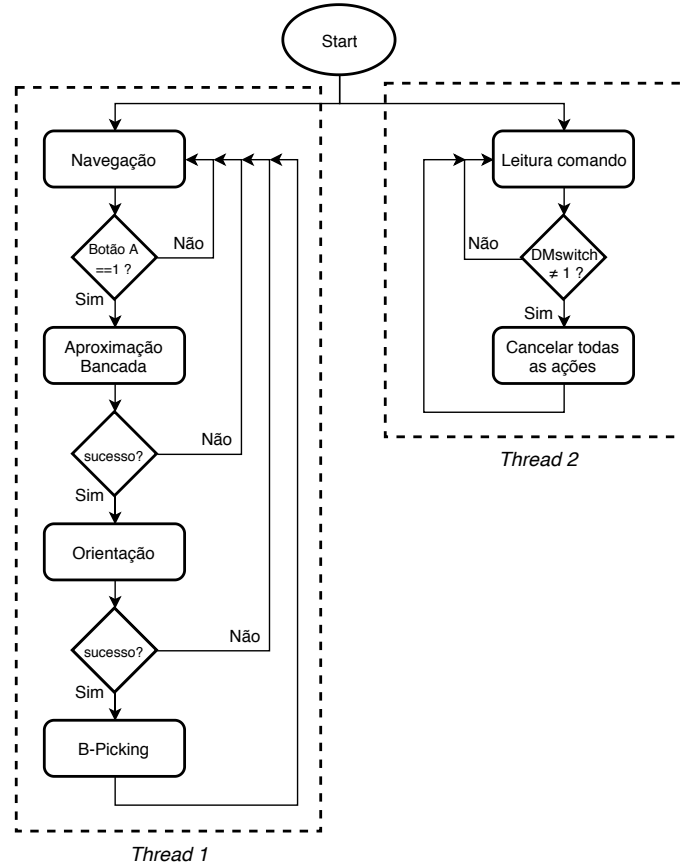 Start
Navegação
Botão A
==1 ?
Não
Sim
Aproximação
Bancada
sucesso?
Não
Sim
Orientação
sucesso?
Não
Sim
B-Picking
Thread 1
Leitura comando
DMswitch
≠ 1 ?
Não
Sim
Cancelar todas
as ações
Thread 2